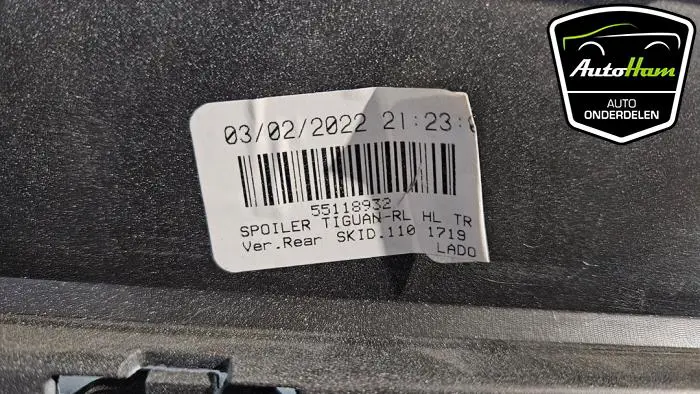 03/02/2022 21:23:
55118932
SPOILER TIGUAN-RL HL TR
Ver.Rear SKID.110 1719
LADO
AutoHam
AUTO
ONDERDELEN